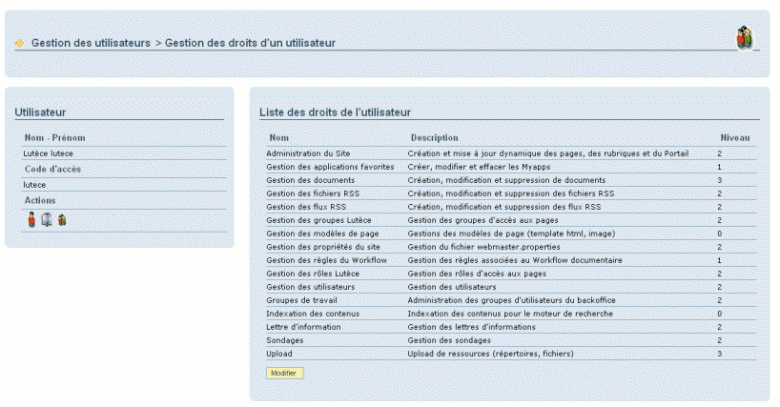 Gestion des utilisateurs > Gestion des droits d'un utilisateur
Utilisateur
Nom - Prénom
Lutèce lutece
Code d'accès
lutece
Actions
Liste des droits de l'utilisateur
Nom Description Niveau
Administration du Site Création et mise à jour dynamique des pages, des rubriques et du Portail 2
Gestion des applications favorites Créer, modifier et effacer les Myapps 1
Gestion des documents Création, modification et suppression de documents 3
Gestion des fichiers RSS Création, modification et suppression des fichiers RSS 2
Gestion des flux RSS Création, modification et suppression des flux RSS 2
Gestion des groupes Lutèce Gestion des groupes d'accès aux pages 2
Gestion des modèles de page Gestions des modèles de page (template html, image) 0
Gestion des propriétés du site Gestion du fichier webmaster.properties 2
Gestion des règles du Workflow Gestion des règles associées au Workflow documentaire 1
Gestion des rôles Lutèce Gestion des rôles d'accès aux pages 2
Gestion des utilisateurs Gestion des utilisateurs 2
Groupes de travail Administration des groupes d'utilisateurs du backoffice 2
Indexation des contenus Indexation des contenus pour le moteur de recherche 0
Lettre d'information Gestion des lettres d'informations 2
Sondages Gestion des sondages 2
Upload Upload de ressources (répertoires, fichiers) 3
Modifier